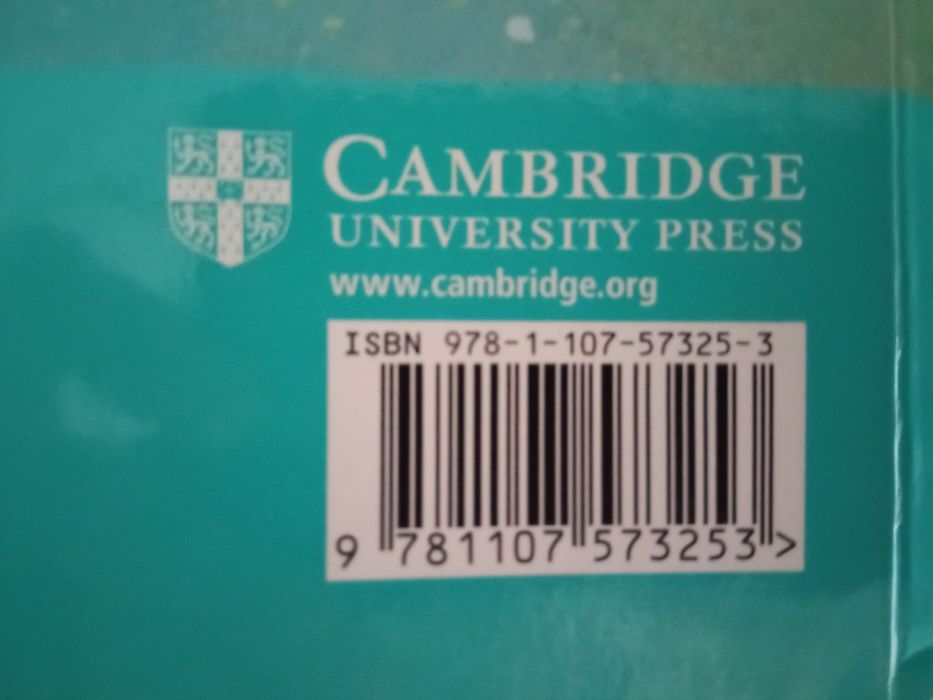 CAMBRIDGE
UNIVERSITY PRESS
www.cambridge.org
ISBN 978-1-107-57325-3
9 781107 573253 >